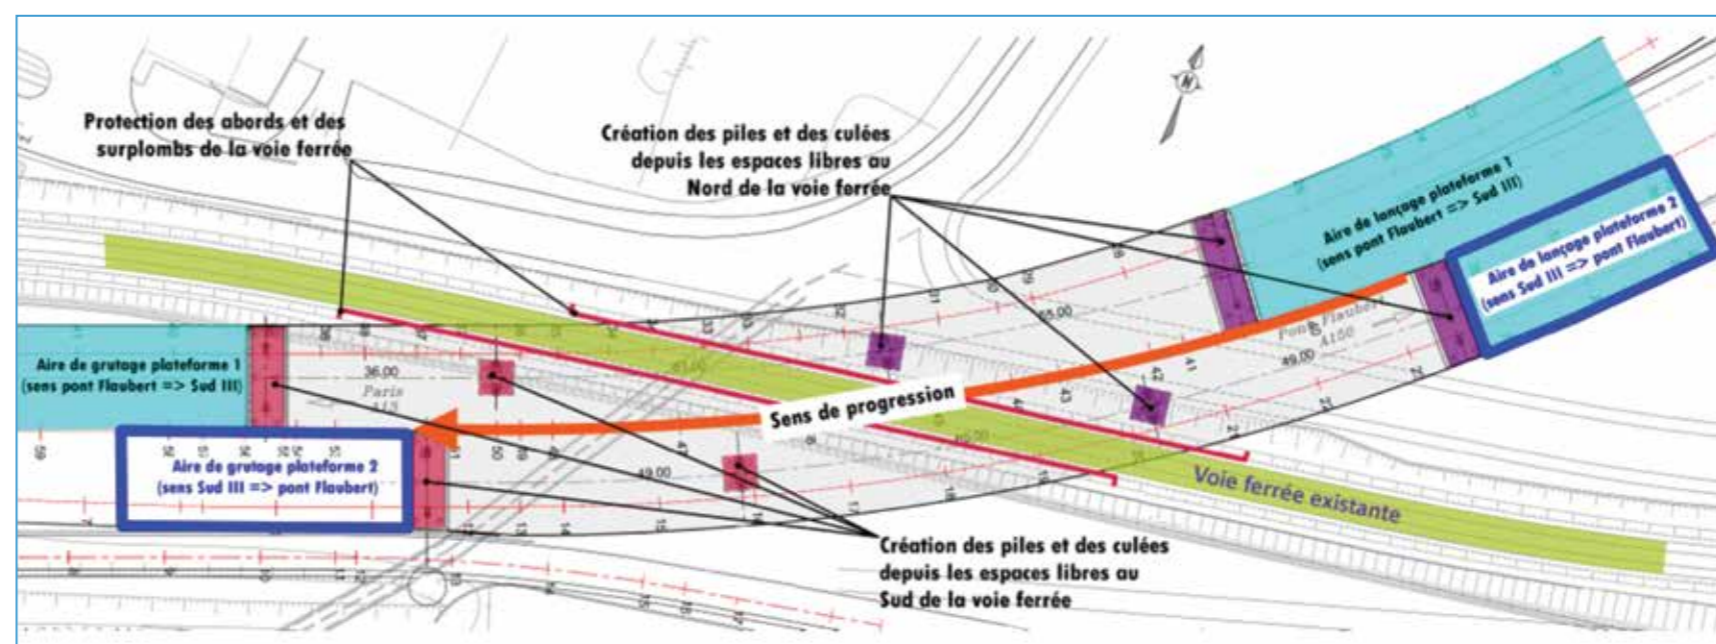 Protection des abords et des
surplombs de la voie ferrée
Création des piles et des culées
depuis les espaces libres au
Nord de la voie ferrée
N
Aire de lançage plateforme 1
(sens pont Flaubert => Sud III)
Aire de lançage plateforme 2
(sens Sud III => pont Flaubert)
Aire de grutage plateforme 1
(sens pont Flaubert => Sud III)
36.00
Paris
Pont Flaubert
A150
49.00
Sens de progression
Aire de grutage plateforme 2
(sens Sud III => pont Flaubert)
Voie ferrée existante
Création des piles et des culées
depuis les espaces libres au
Sud de la voie ferrée